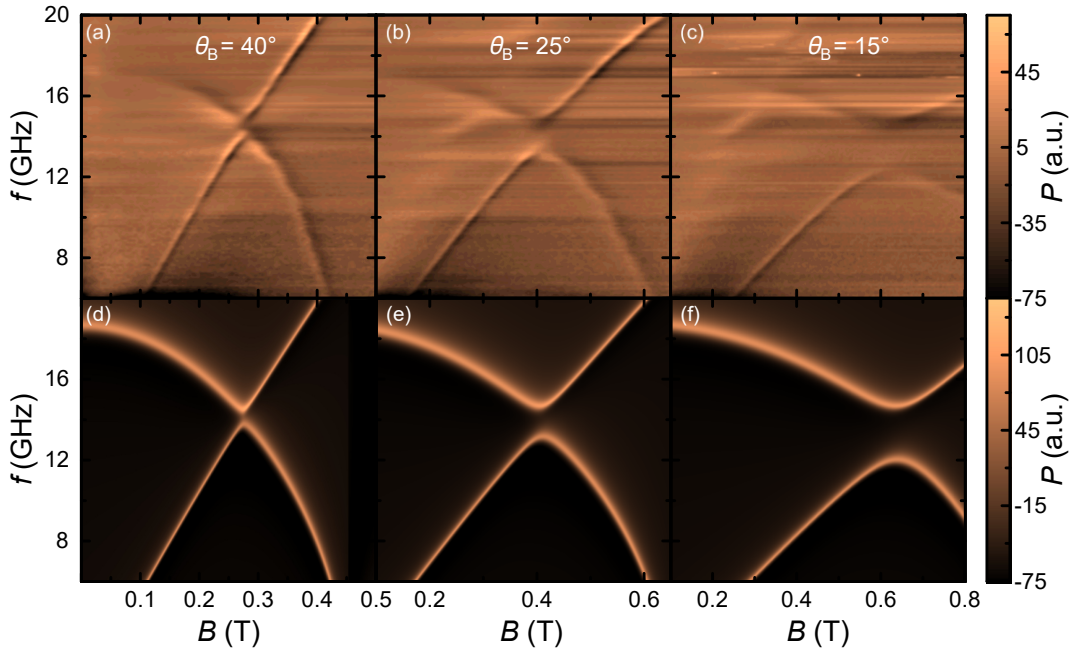 (a) θB = 40° (b) θB = 25° (c) θB = 15°
20
16
12
8
f (GHz)
45
5
-35
-75
P (a.u.)
(d) (e) (f)
16
12
8
f (GHz)
105
45
-15
-75
P (a.u.)
0.1 0.2 0.3 0.4 0.5 0.2 0.4 0.6 0.2 0.4 0.6 0.8
B (T) B (T) B (T)